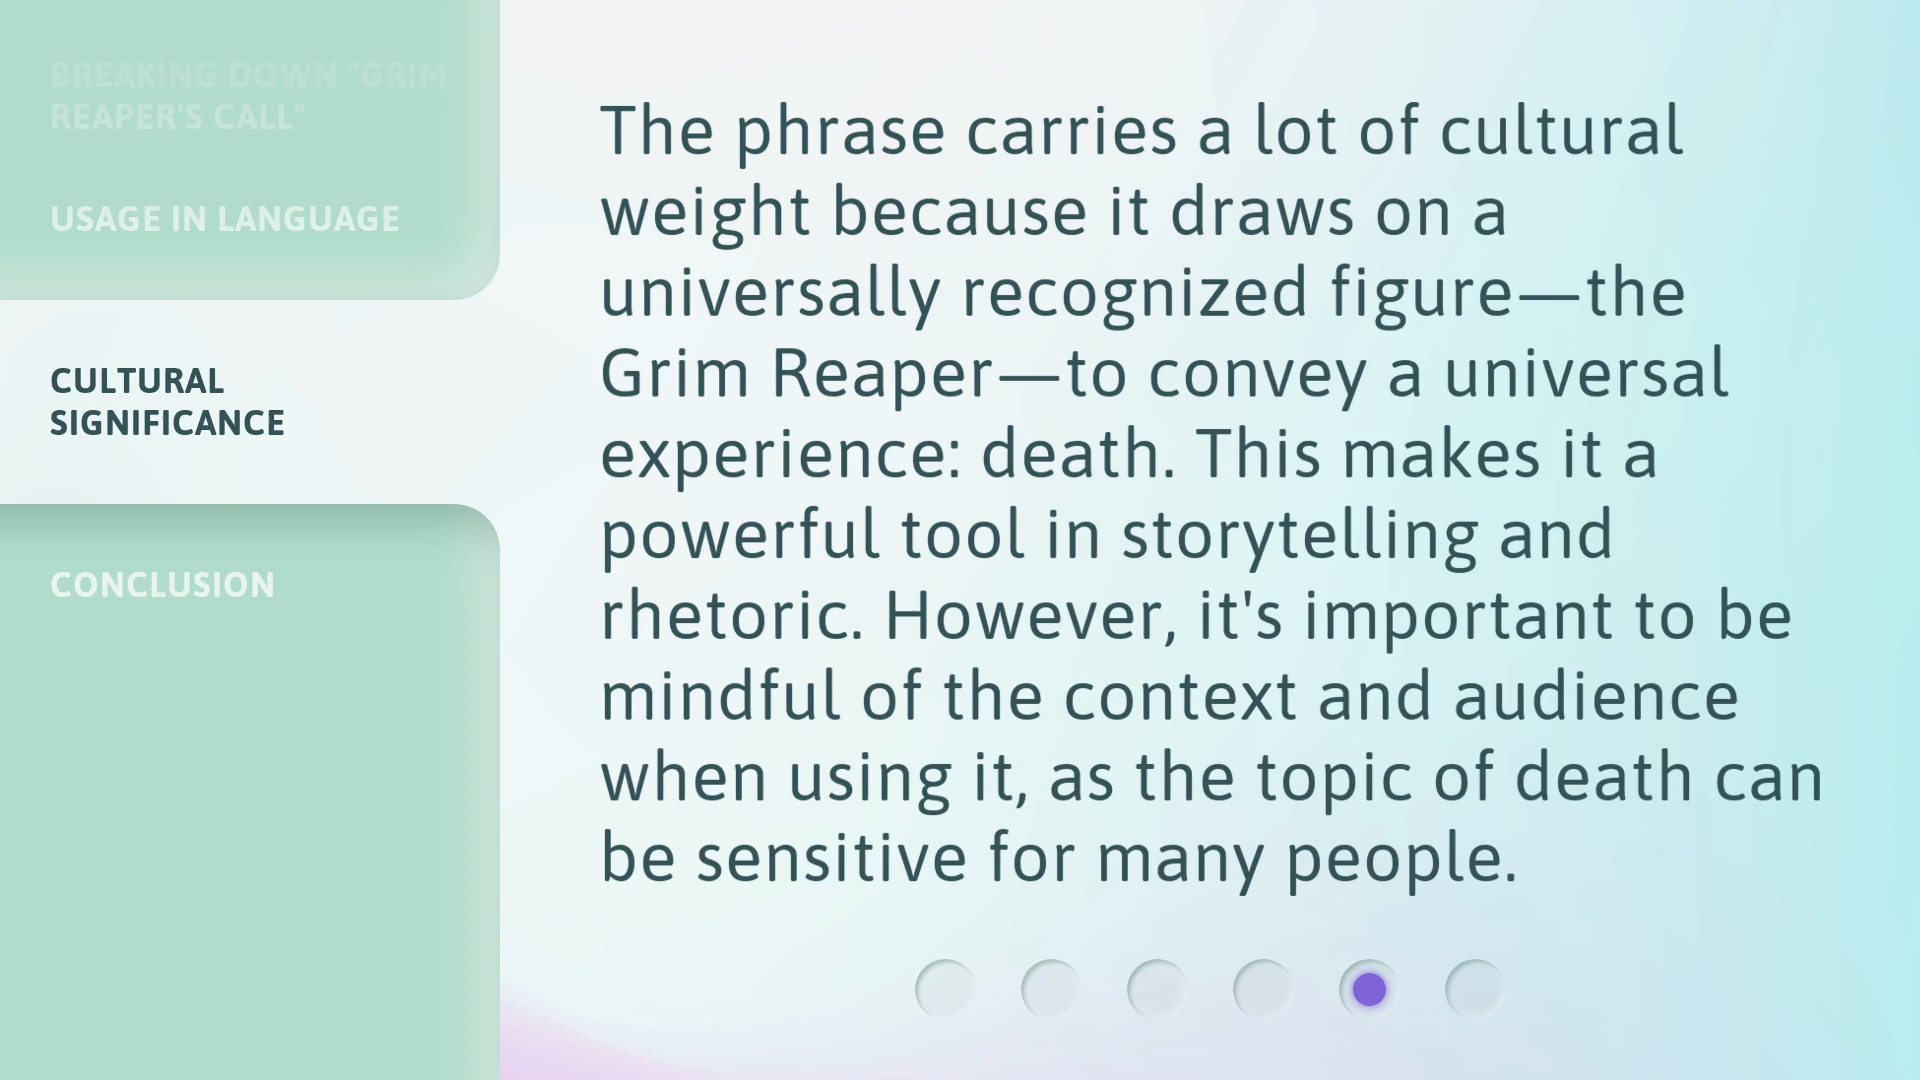 BREAKING DOWN "GRIM
REAPER'S CALL"
USAGE IN LANGUAGE
CULTURAL
SIGNIFICANCE
CONCLUSION
The phrase carries a lot of cultural
weight because it draws on a
universally recognized figure—the
Grim Reaper—to convey a universal
experience: death. This makes it a
powerful tool in storytelling and
rhetoric. However, it's important to be
mindful of the context and audience
when using it, as the topic of death can
be sensitive for many people.